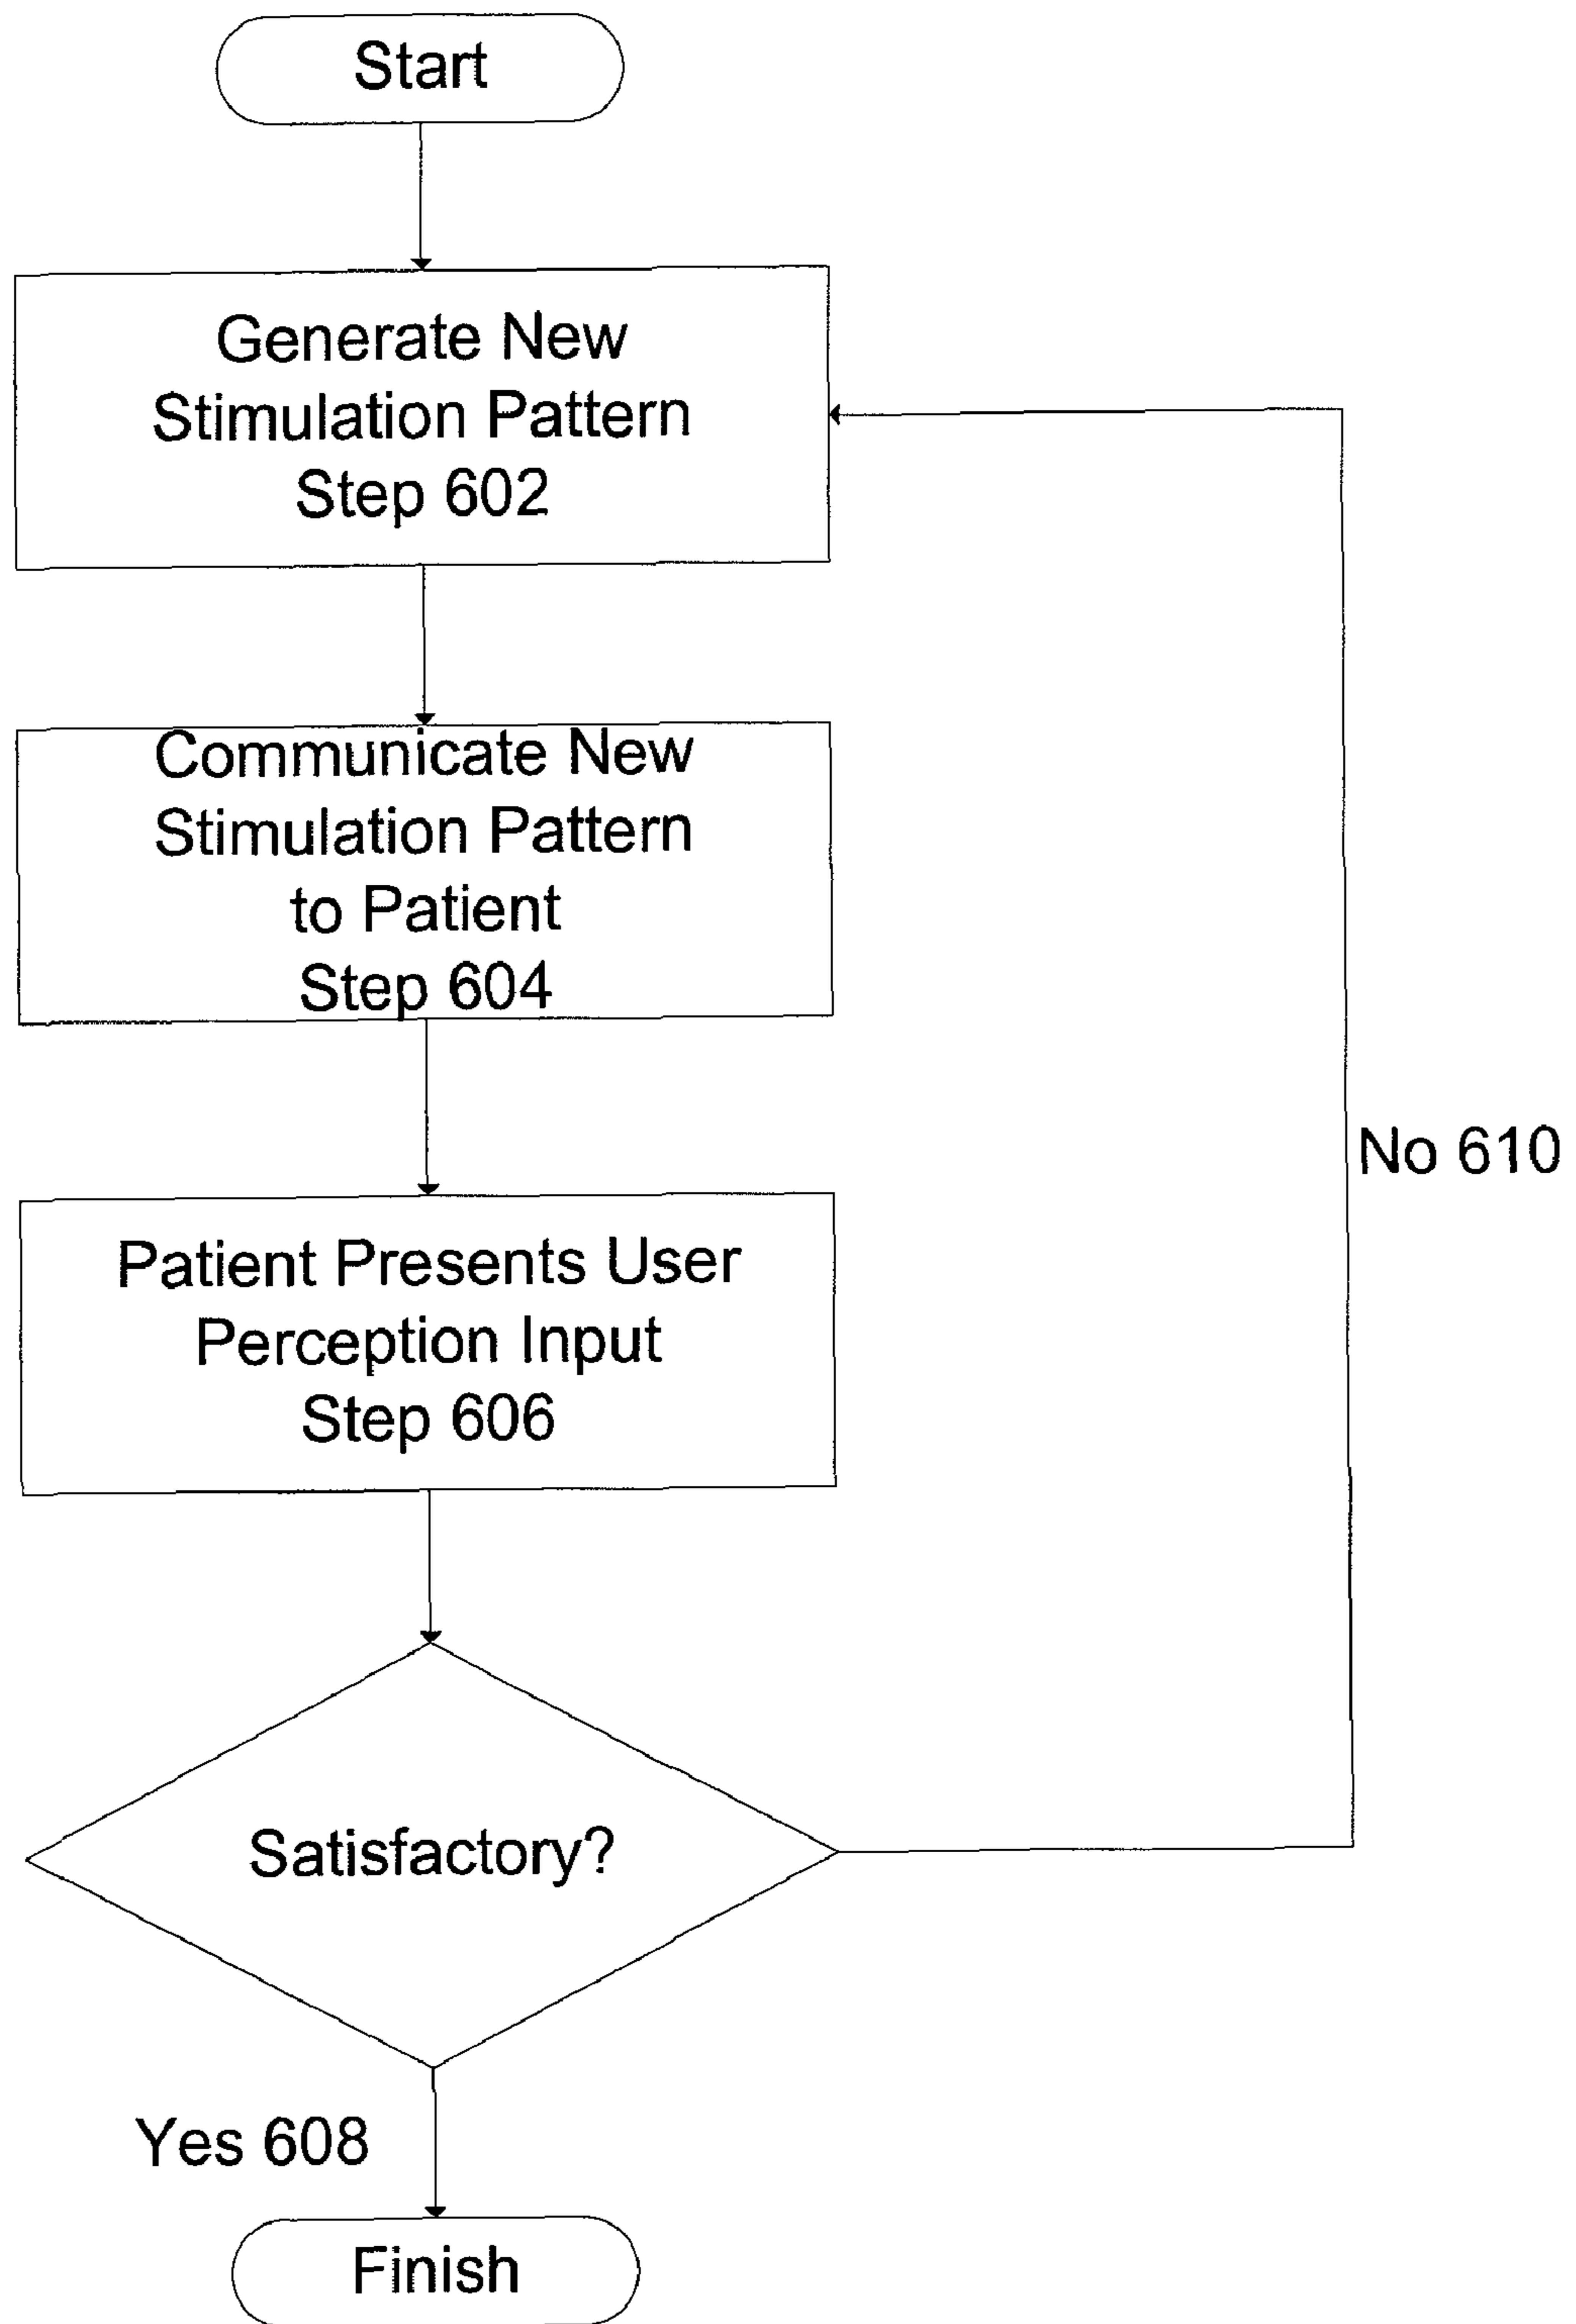 Start
Generate New
Stimulation Pattern
Step 602
Communicate New
Stimulation Pattern
to Patient
Step 604
No 610
Patient Presents User
Perception Input
Step 606
Satisfactory?
Yes 608
Finish